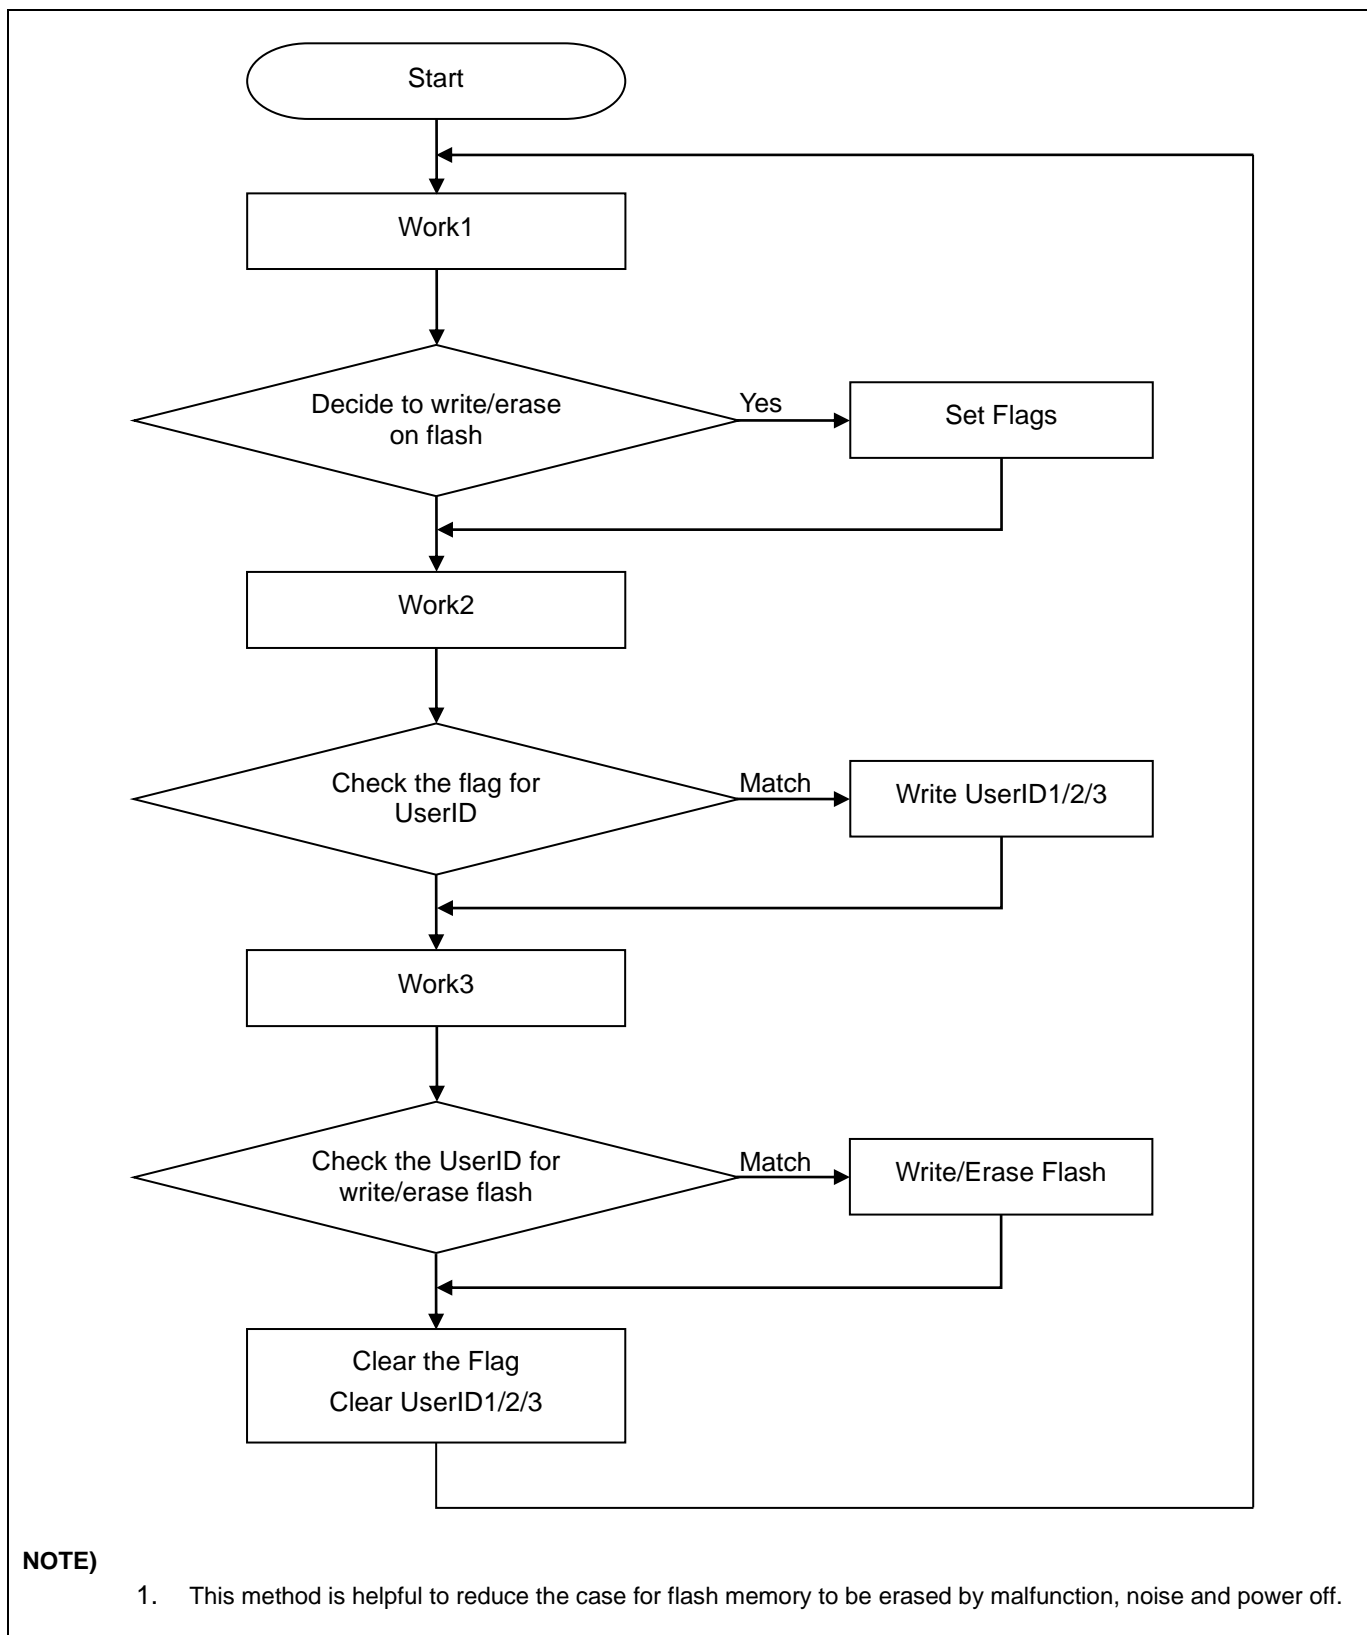 Start
Work1
Decide to write/erase
on flash
Yes
Set Flags
Work2
Check the flag for
UserID
Match
Write UserID1/2/3
Work3
Check the UserID for
write/erase flash
Match
Write/Erase Flash
Clear the Flag
Clear UserID1/2/3
NOTE)
1. This method is helpful to reduce the case for flash memory to be erased by malfunction, noise and power off.